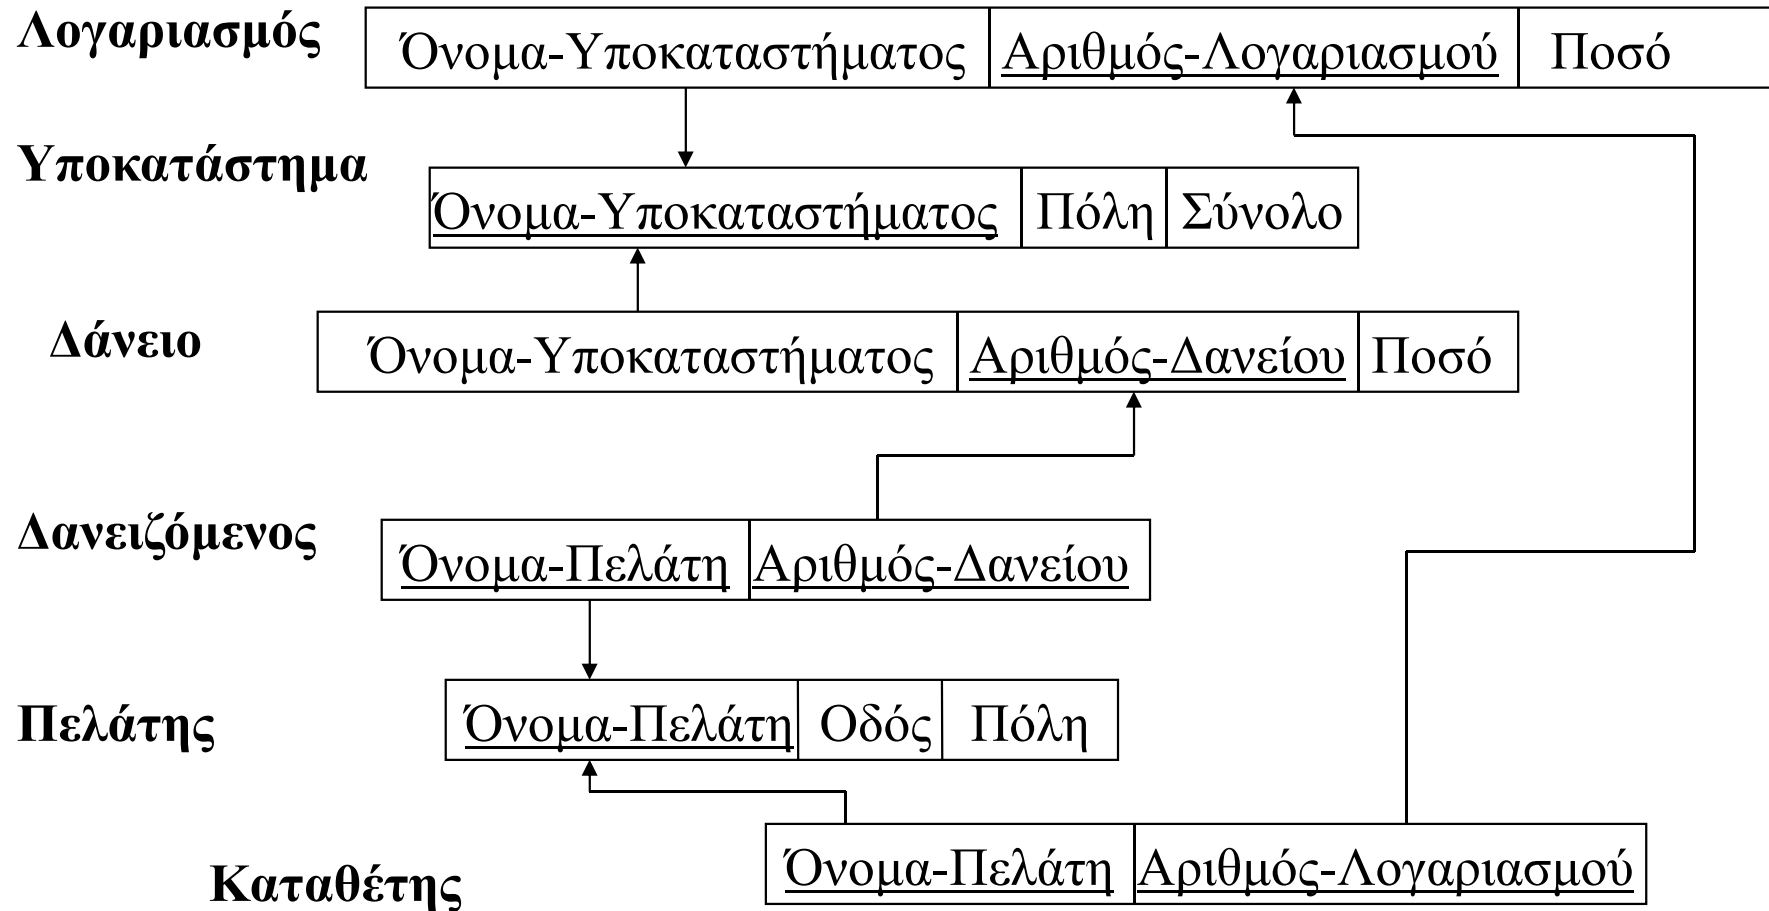 Λογαριασμός
Όνομα-Υποκαταστήματος Αριθμός-Λογαριασμού Ποσό
Υποκατάστημα
Όνομα-Υποκαταστήματος Πόλη Σύνολο
Δάνειο
Όνομα-Υποκαταστήματος Αριθμός-Δανείου Ποσό
Δανειζόμενος
Όνομα-Πελάτη Αριθμός-Δανείου
Πελάτης
Όνομα-Πελάτη Οδός Πόλη
Καταθέτης
Όνομα-Πελάτη Αριθμός-Λογαριασμού